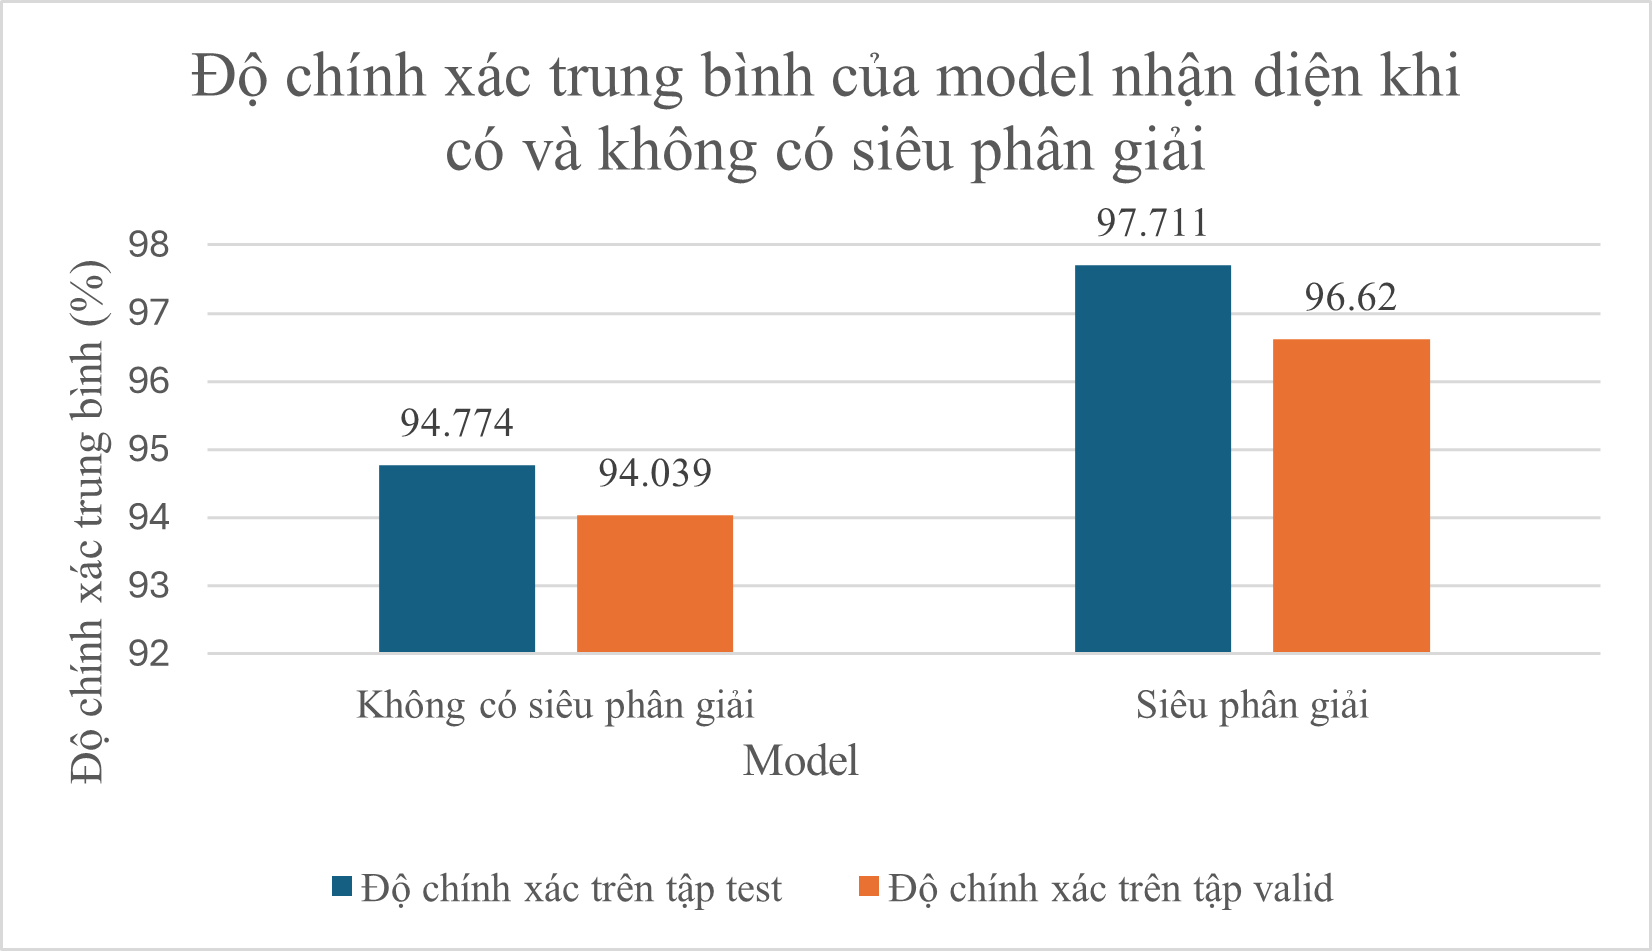 Độ chính xác trung bình của model nhận diện khi
có và không có siêu phân giải
Độ chính xác trung bình (%)
98
97
96
95
94
93
92
94.774
94.039
97.711
96.62
Không có siêu phân giải
Siêu phân giải
Model
Độ chính xác trên tập test
Độ chính xác trên tập valid